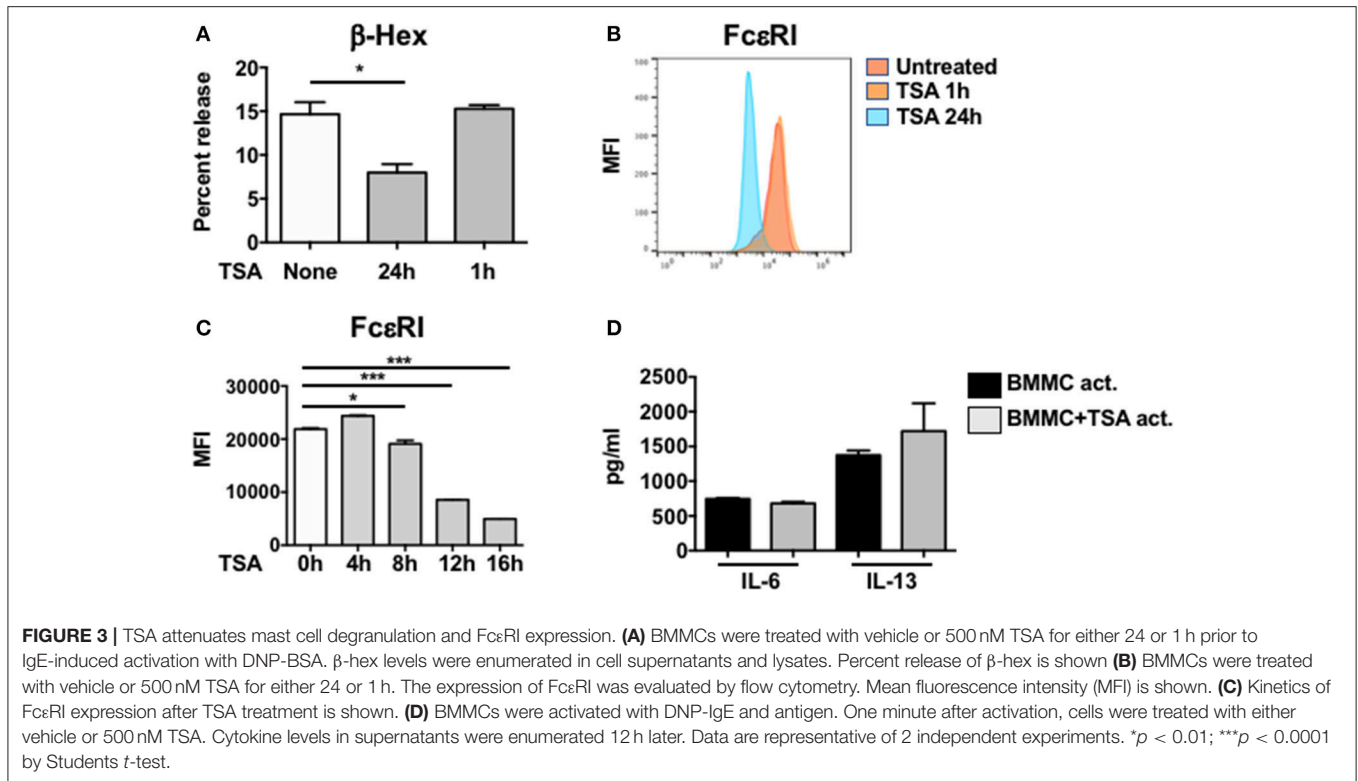 A
β-Hex
*
20
15
10
5
0
Percent release
TSA None 24h 1h
B
FcεRI
500
400
300
200
100
0
MFI
10⁰ 10² 10⁴ 10⁶
Untreated
TSA 1h
TSA 24h
C
FcεRI
***
***
*
30000
20000
10000
0
MFI
TSA 0h 4h 8h 12h 16h
D
2500
2000
1500
1000
500
0
pg/ml
IL-6 IL-13
BMMC act.
BMMC+TSA act.
FIGURE 3 | TSA attenuates mast cell degranulation and FcεRI expression. (A) BMMCs were treated with vehicle or 500 nM TSA for either 24 or 1 h prior to
IgE-induced activation with DNP-BSA. β-hex levels were enumerated in cell supernatants and lysates. Percent release of β-hex is shown (B) BMMCs were treated
with vehicle or 500 nM TSA for either 24 or 1 h. The expression of FcεRI was evaluated by flow cytometry. Mean fluorescence intensity (MFI) is shown. (C) Kinetics of
FcεRI expression after TSA treatment is shown. (D) BMMCs were activated with DNP-IgE and antigen. One minute after activation, cells were treated with either
vehicle or 500 nM TSA. Cytokine levels in supernatants were enumerated 12 h later. Data are representative of 2 independent experiments. *p < 0.01; ***p < 0.0001
by Students t-test.